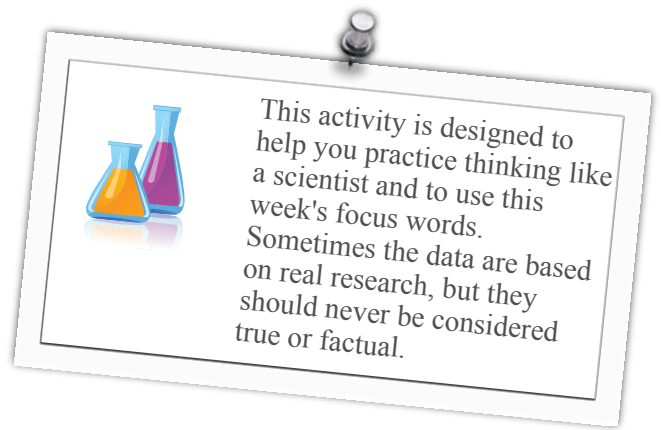 This activity is designed to
help you practice thinking like
a scientist and to use this
week's focus words.
Sometimes the data are based
on real research, but they
should never be considered
true or factual.